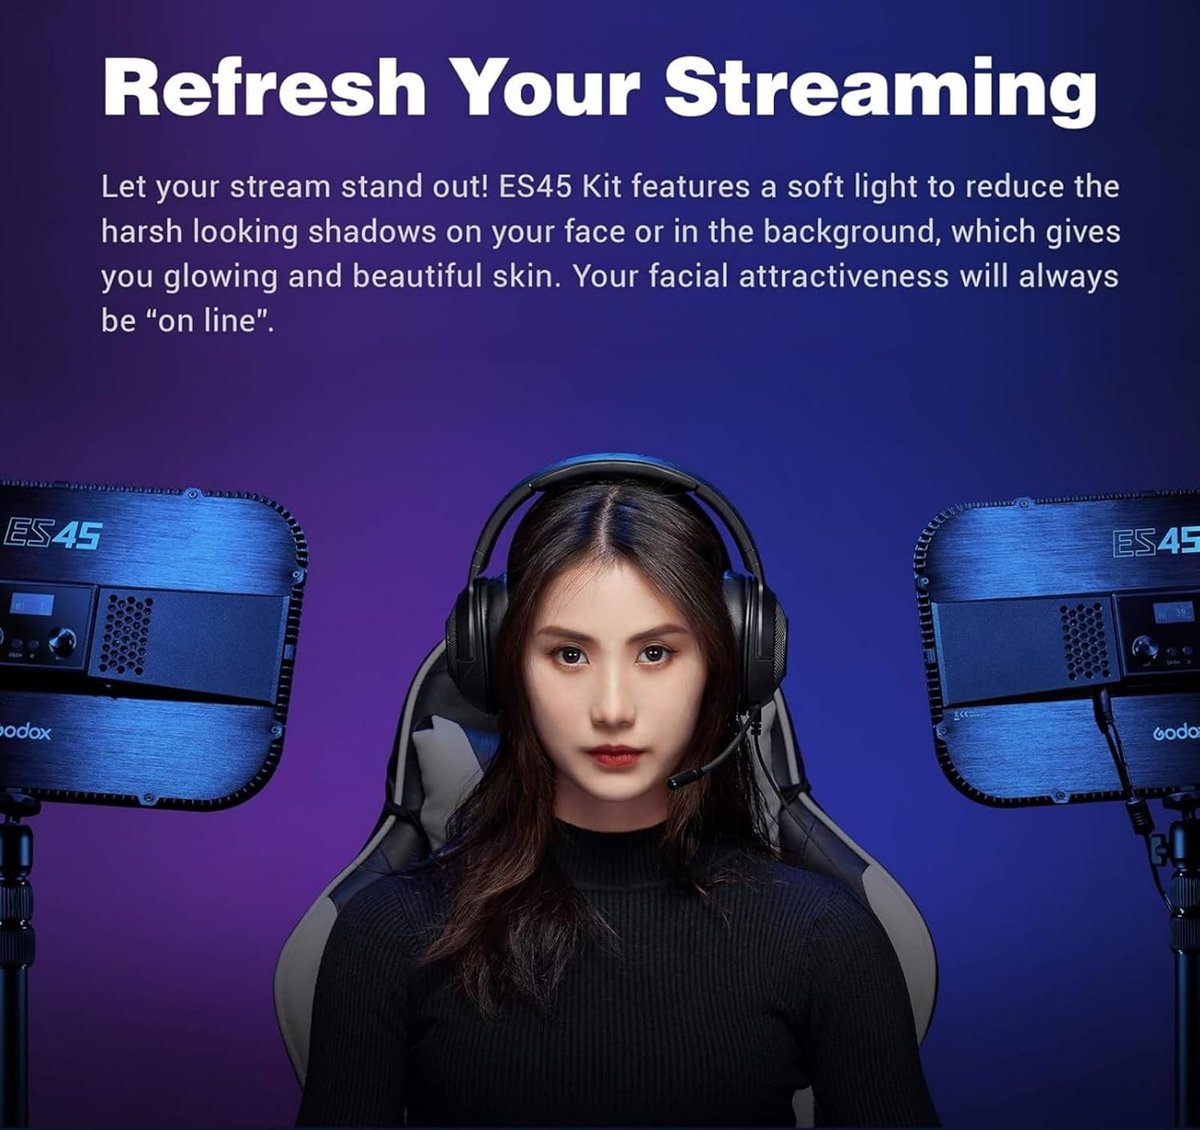 Refresh Your Streaming
Let your stream stand out! ES45 Kit features a soft light to reduce the
harsh looking shadows on your face or in the background, which gives
you glowing and beautiful skin. Your facial attractiveness will always
be “on line”.
ES45
ES45
Godox
Godox